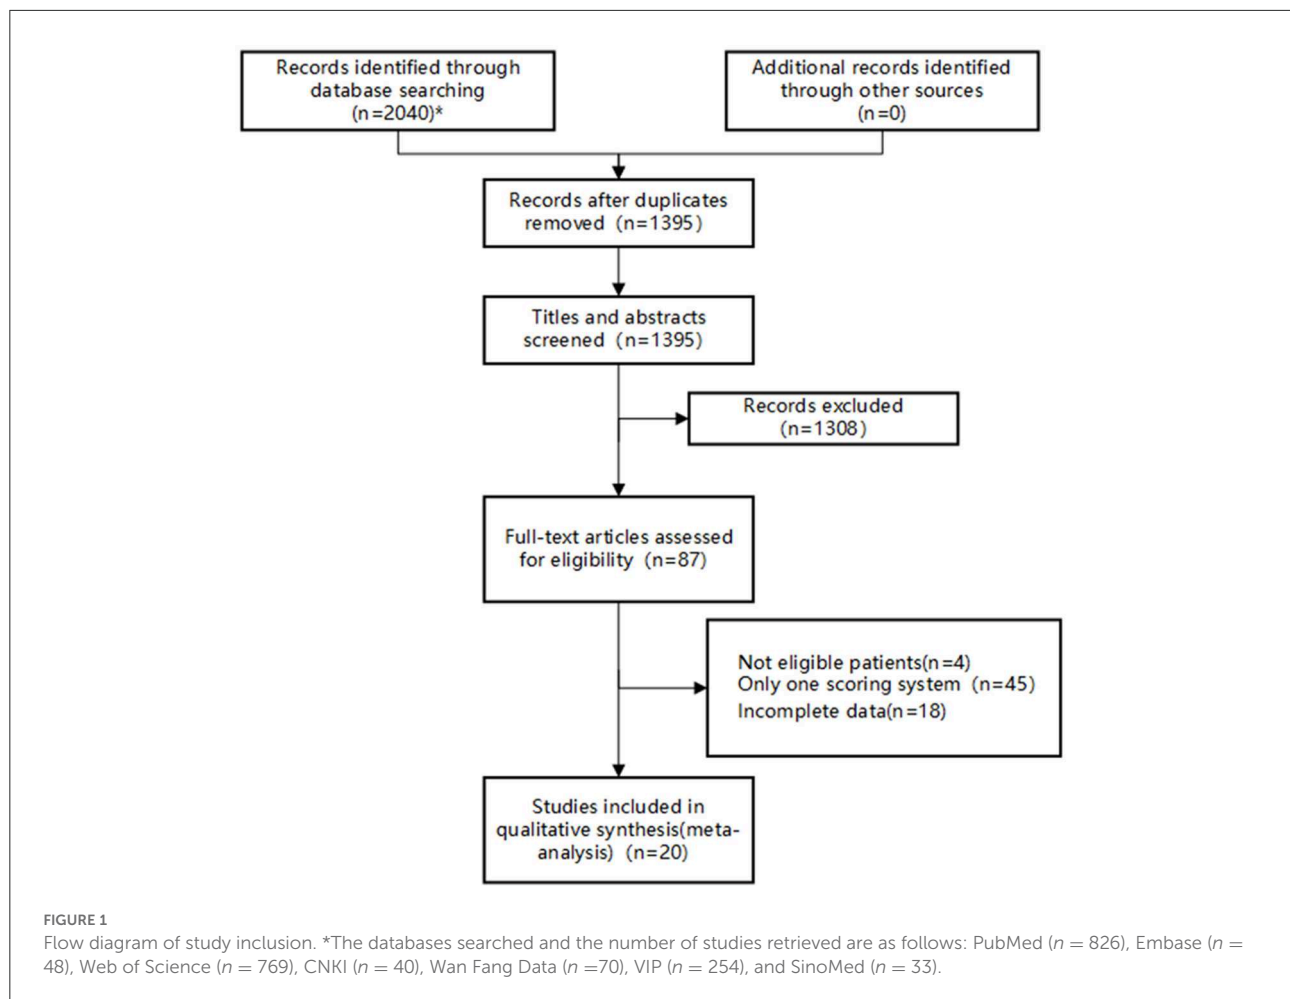 Records identified through
database searching
(n=2040)*
Additional records identified
through other sources
(n=0)
Records after duplicates
removed (n=1395)
Titles and abstracts
screened (n=1395)
Records excluded
(n=1308)
Full-text articles assessed
for eligibility (n=87)
Not eligible patients(n=4)
Only one scoring system (n=45)
Incomplete data(n=18)
Studies included in
qualitative synthesis(meta-
analysis) (n=20)
FIGURE 1
Flow diagram of study inclusion. *The databases searched and the number of studies retrieved are as follows: PubMed (n = 826), Embase (n =
48), Web of Science (n = 769), CNKI (n = 40), Wan Fang Data (n =70), VIP (n = 254), and SinoMed (n = 33).